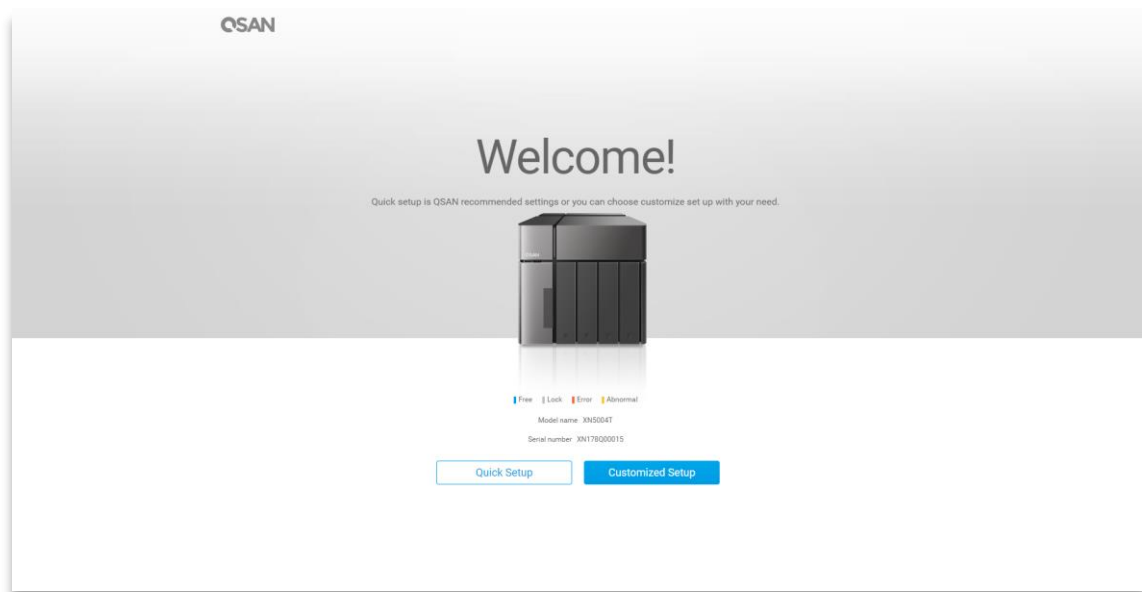 QSAN
Welcome!
Quick setup is QSAN recommended settings or you can choose customize set up with your need.
QSAN
Free Lock Error Abnormal
Model name XN5004T
Serial number XN178Q00015
Quick Setup Customized Setup